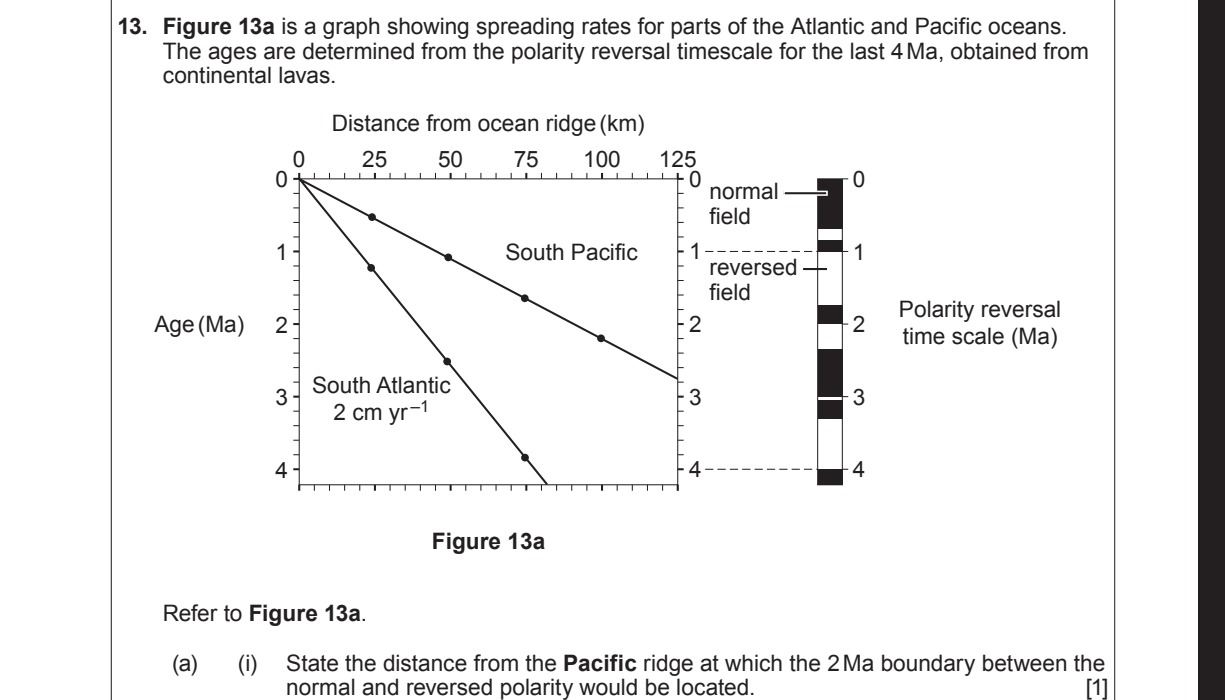 13. Figure 13a is a graph showing spreading rates for parts of the Atlantic and Pacific oceans.
The ages are determined from the polarity reversal timescale for the last 4 Ma, obtained from
continental lavas.
Distance from ocean ridge (km)
0 25 50 75 100 125
0 0 normal field 0
South Pacific
1 1 reversed field 1
Age (Ma) 2 2 2 Polarity reversal
time scale (Ma)
South Atlantic
2 cm yr⁻¹
3 3 3
4 4 4
Figure 13a
Refer to Figure 13a.
(a) (i) State the distance from the Pacific ridge at which the 2 Ma boundary between the
normal and reversed polarity would be located. [1]